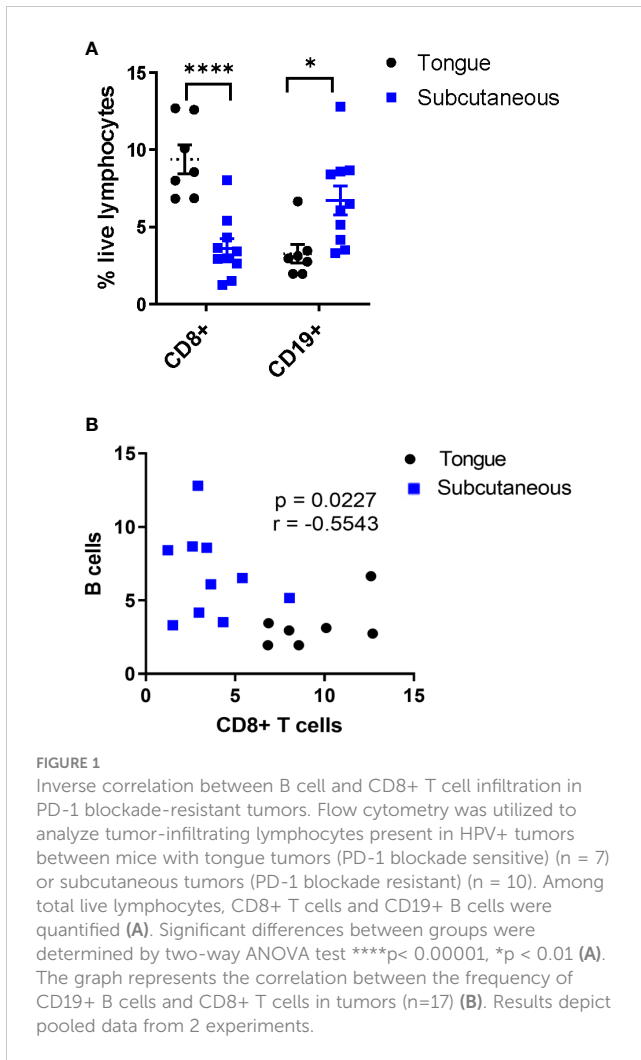 A
% live lymphocytes
15
10
5
0
****
*
Tongue
Subcutaneous
CD8+
CD19+
B
B cells
15
10
5
0
Tongue
Subcutaneous
p = 0.0227
r = -0.5543
0
5
10
15
CD8+ T cells
FIGURE 1
Inverse correlation between B cell and CD8+ T cell infiltration in
PD-1 blockade-resistant tumors. Flow cytometry was utilized to
analyze tumor-infiltrating lymphocytes present in HPV+ tumors
between mice with tongue tumors (PD-1 blockade sensitive) (n = 7)
or subcutaneous tumors (PD-1 blockade resistant) (n = 10). Among
total live lymphocytes, CD8+ T cells and CD19+ B cells were
quantified (A). Significant differences between groups were
determined by two-way ANOVA test ****p< 0.00001, *p < 0.01 (A).
The graph represents the correlation between the frequency of
CD19+ B cells and CD8+ T cells in tumors (n=17) (B). Results depict
pooled data from 2 experiments.